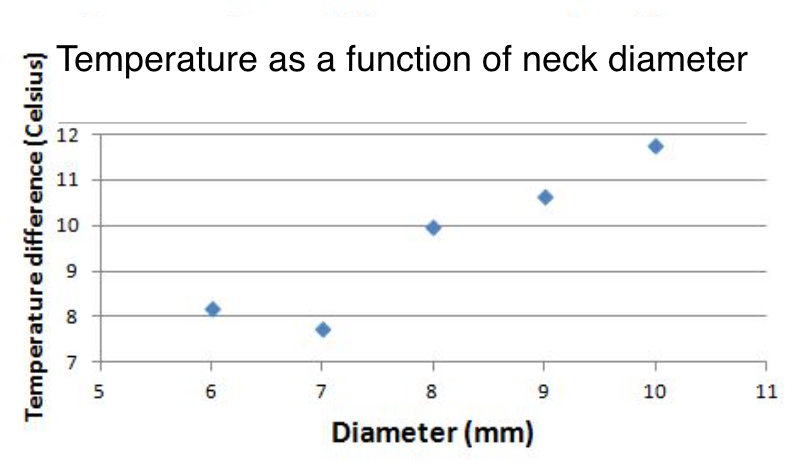 Temperature as a function of neck diameter
Temperature difference (Celsius)
12
11
10
9
8
7
5 6 7 8 9 10 11
Diameter (mm)